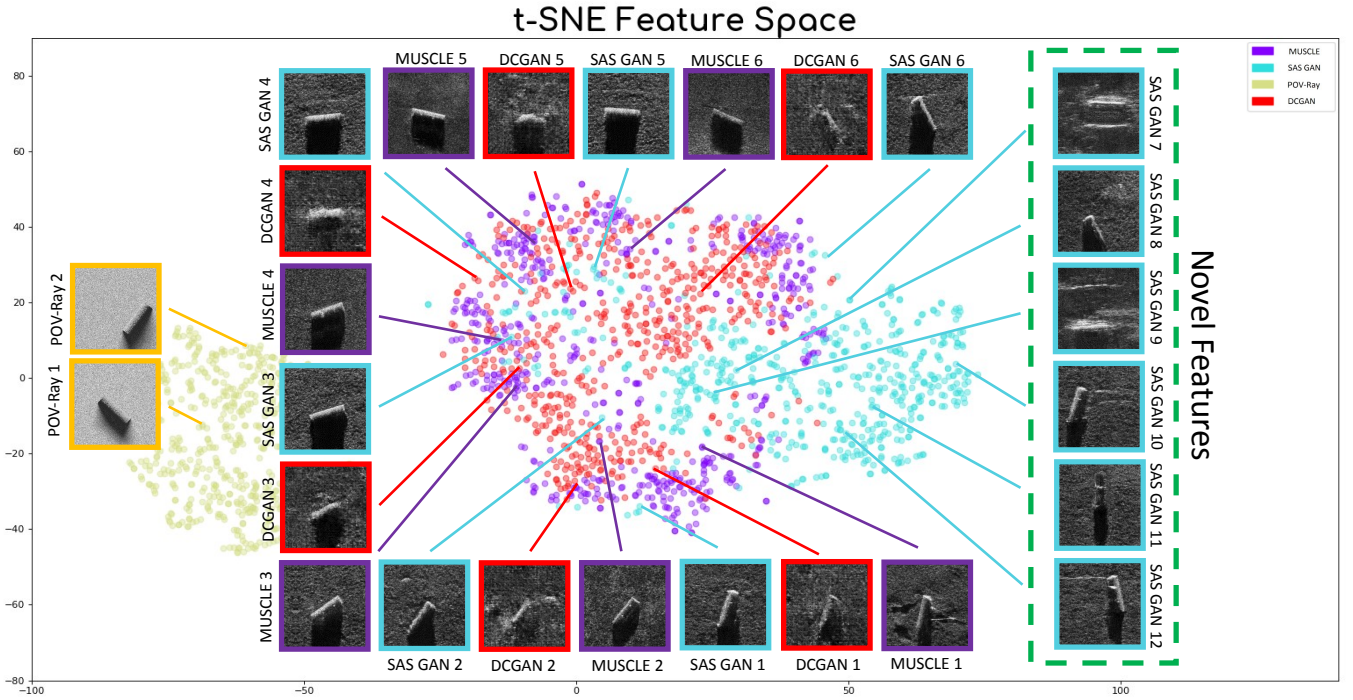 t-SNE Feature Space
MUSCLE 5
DCGAN 5
SAS GAN 5
MUSCLE 6
DCGAN 6
SAS GAN 6
MUSCLE
SAS GAN
POV-Ray
DCGAN
SAS GAN 4
DCGAN 4
MUSCLE 4
SAS GAN 3
DCGAN 3
MUSCLE 3
POV-Ray 2
POV-Ray 1
SAS GAN 7
SAS GAN 8
SAS GAN 9
SAS GAN 10
SAS GAN 11
SAS GAN 12
Novel Features
SAS GAN 2
DCGAN 2
MUSCLE 2
SAS GAN 1
DCGAN 1
MUSCLE 1
80
60
40
20
0
−20
−40
−60
−80
−100
−50
0
50
100